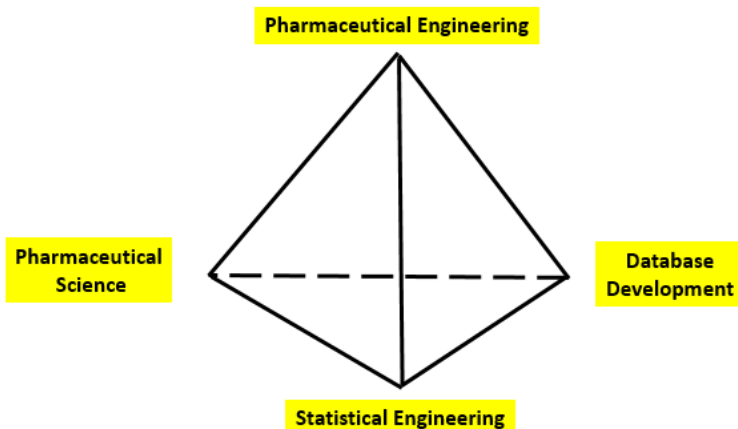 Pharmaceutical Engineering
Pharmaceutical
Science
Database
Development
Statistical Engineering